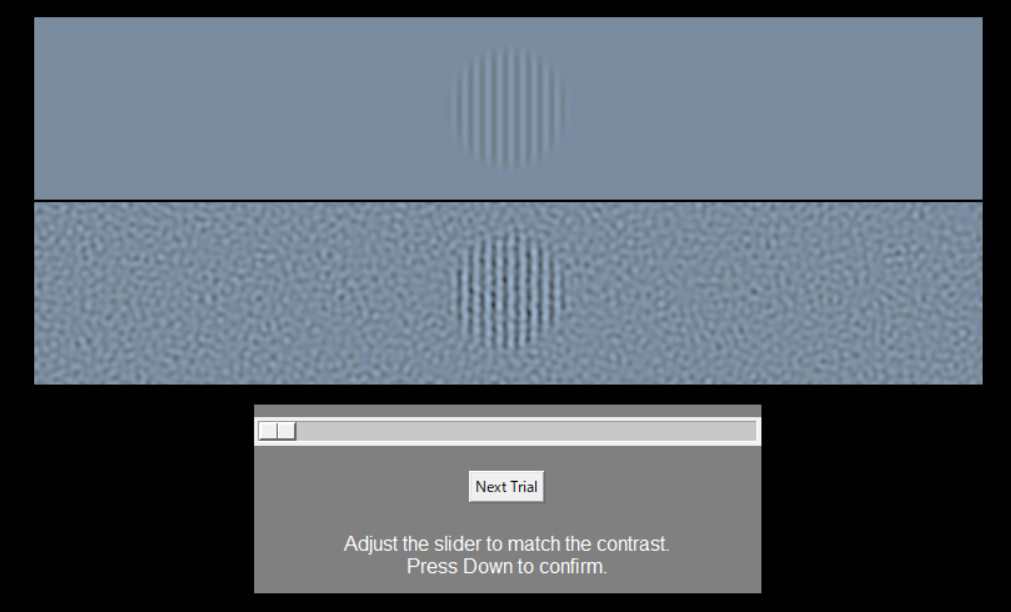 Next Trial
Adjust the slider to match the contrast.
Press Down to confirm.